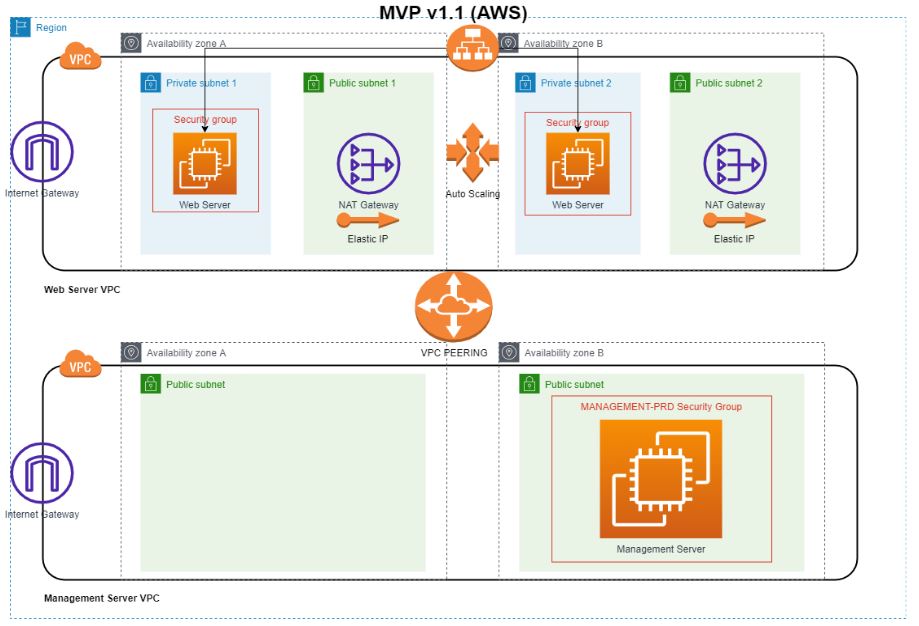 MVP v1.1 (AWS)
Region
Availability zone A
Availability zone B
VPC
Private subnet 1
Public subnet 1
Private subnet 2
Public subnet 2
Security group
Security group
Internet Gateway
Auto Scaling
Web Server
NAT Gateway
Web Server
NAT Gateway
Elastic IP
Elastic IP
Web Server VPC
VPC PEERING
Availability zone A
Availability zone B
VPC
Public subnet
Public subnet
MANAGEMENT-PRD Security Group
Internet Gateway
Management Server
Management Server VPC